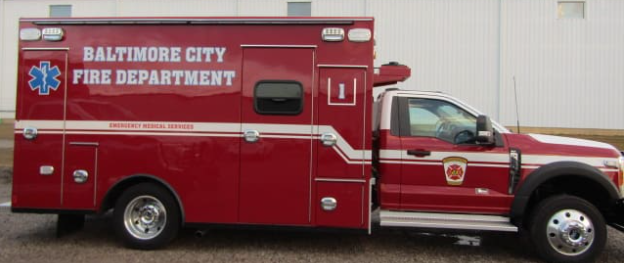 BALTIMORE CITY
FIRE DEPARTMENT
EMERGENCY MEDICAL SERVICES
1